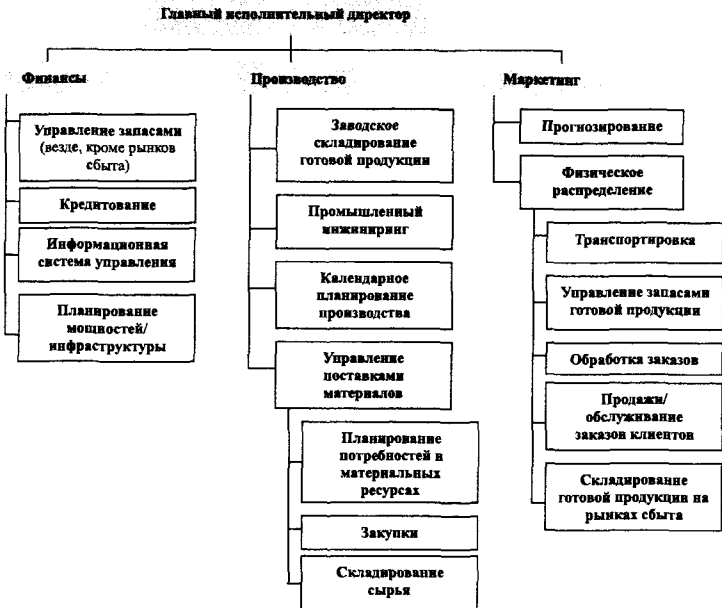 Главный исполнительный директор
Финансы
Управление запасами
(везде, кроме рынков
сбыта)
Кредитование
Информационная
система управления
Планирование
мощностей/
инфраструктуры
Производство
Заводское
складирование
готовой продукции
Промышленный
инжиниринг
Календарное
планирование
производства
Управление
поставками
материалов
Планирование
потребностей в
материальных
ресурсах
Закупки
Складирование
сырья
Маркетинг
Прогнозирование
Физическое
распределение
Транспортировка
Управление запасами
готовой продукции
Обработка заказов
Продажи/
обслуживание
заказов клиентов
Складирование
готовой продукции на
рынках сбыта